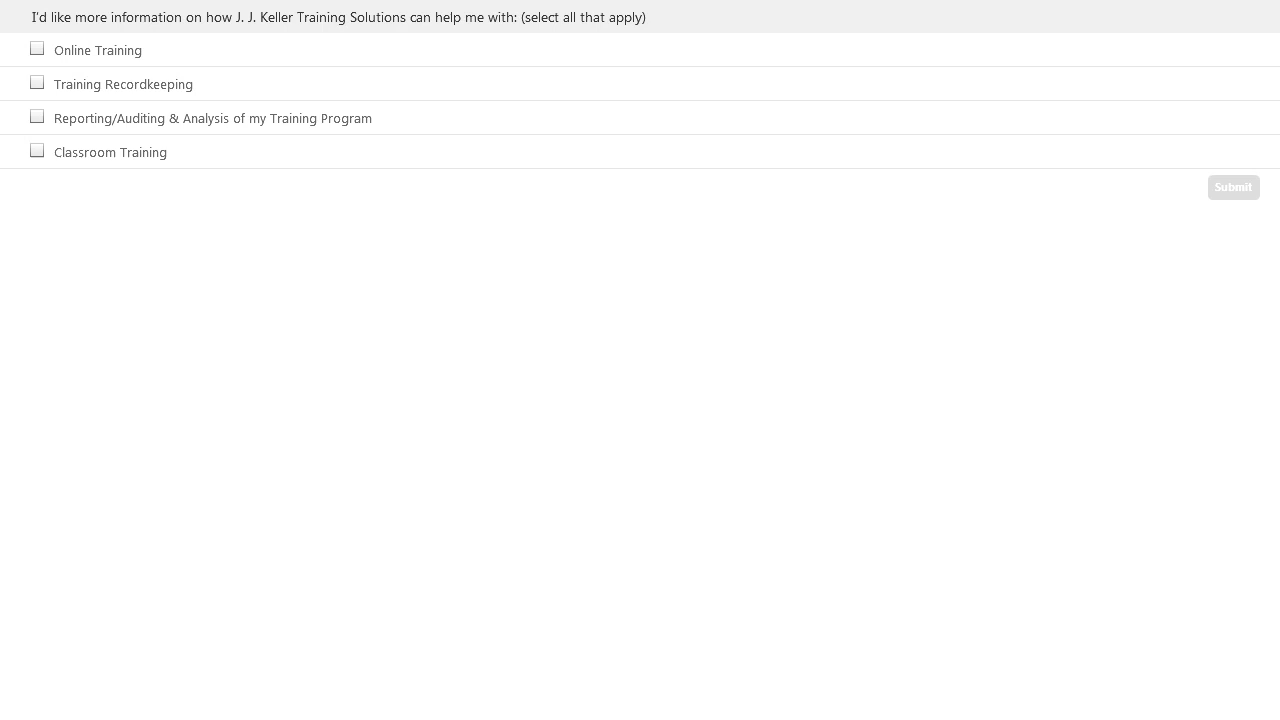 I'd like more information on how J. J. Keller Training Solutions can help me with: (select all that apply)
Online Training
Training Recordkeeping
Reporting/Auditing & Analysis of my Training Program
Classroom Training
Submit